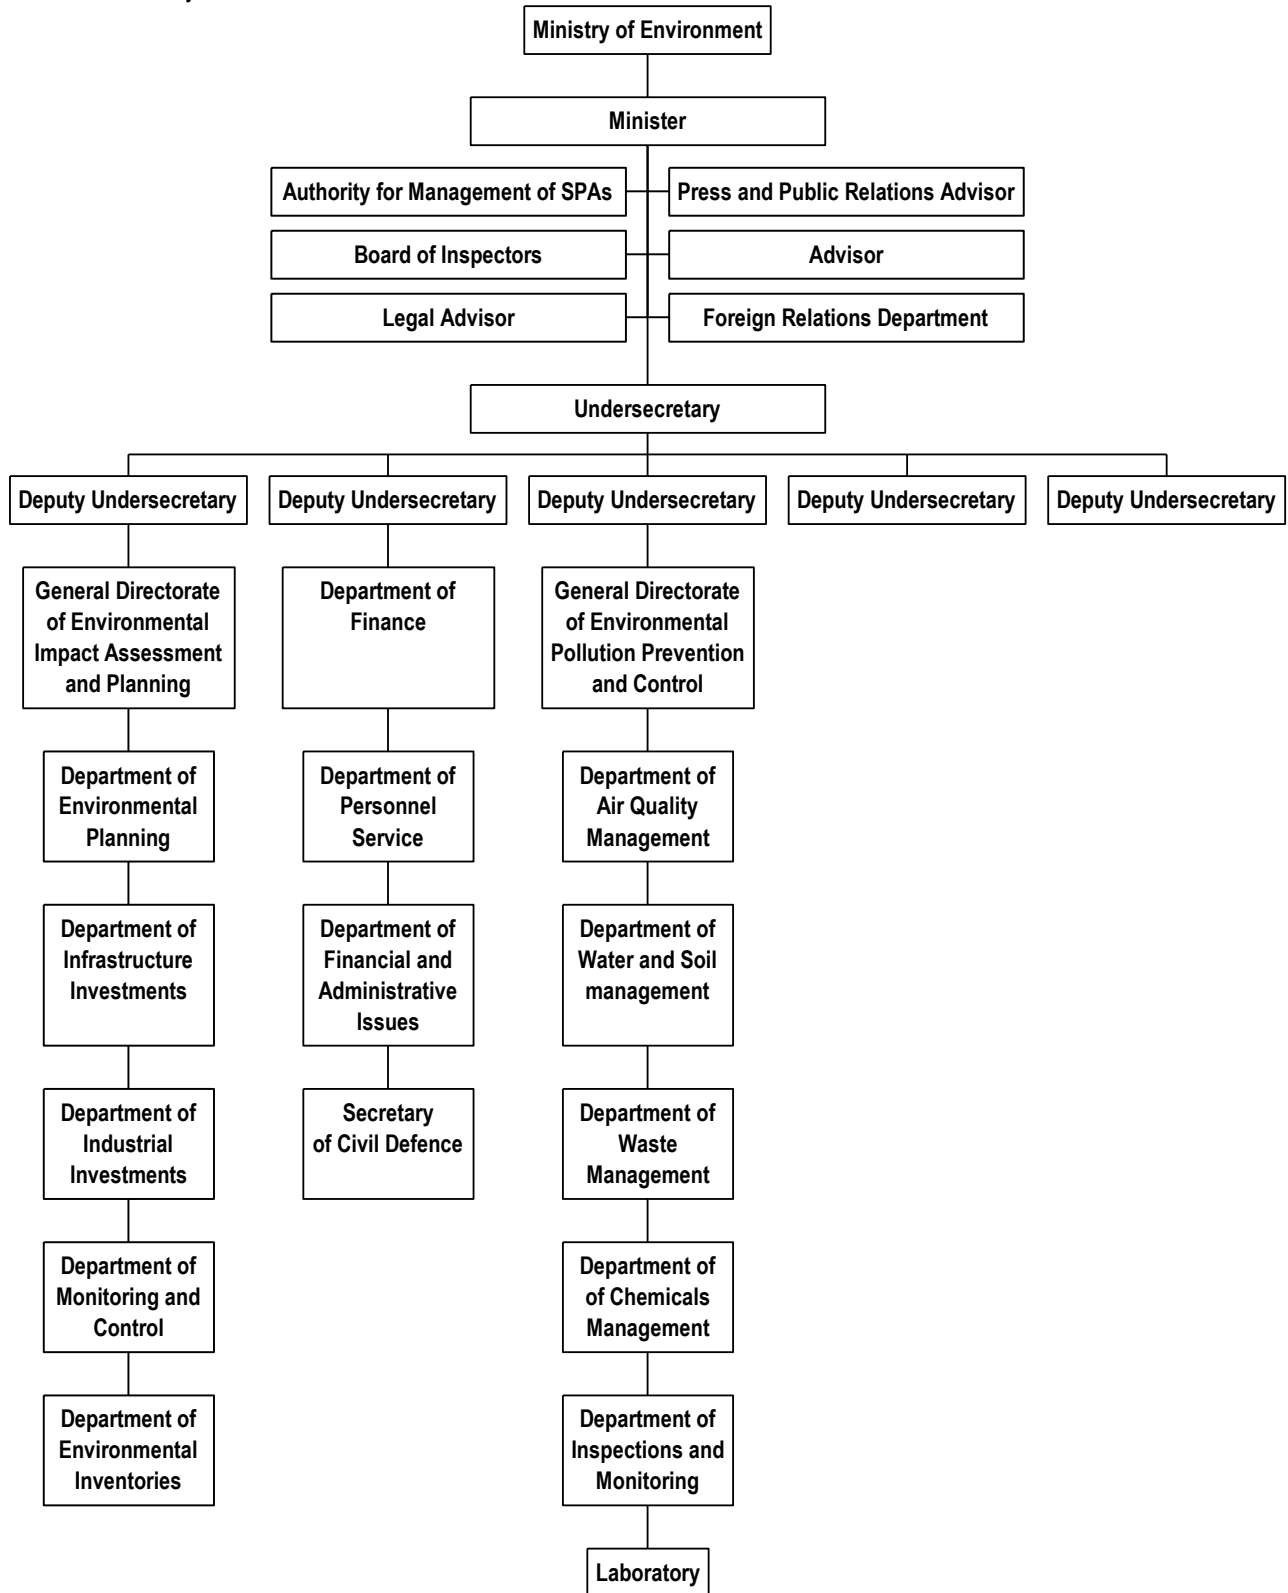 Ministry of Environment
Minister
Authority for Management of SPAs
Press and Public Relations Advisor
Board of Inspectors
Advisor
Legal Advisor
Foreign Relations Department
Undersecretary
Deputy Undersecretary
Deputy Undersecretary
Deputy Undersecretary
Deputy Undersecretary
Deputy Undersecretary
General Directorate
of Environmental
Impact Assessment
and Planning
Department of
Finance
General Directorate
of Environmental
Pollution Prevention
and Control
Department of
Environmental
Planning
Department of
Personnel
Service
Department of
Air Quality
Management
Department of
Infrastructure
Investments
Department of
Financial and
Administrative
Issues
Department of
Water and Soil
management
Department of
Industrial
Investments
Secretary
of Civil Defence
Department of
Waste
Management
Department of
Monitoring and
Control
Department of
of Chemicals
Management
Department of
Environmental
Inventories
Department of
Inspections and
Monitoring
Laboratory